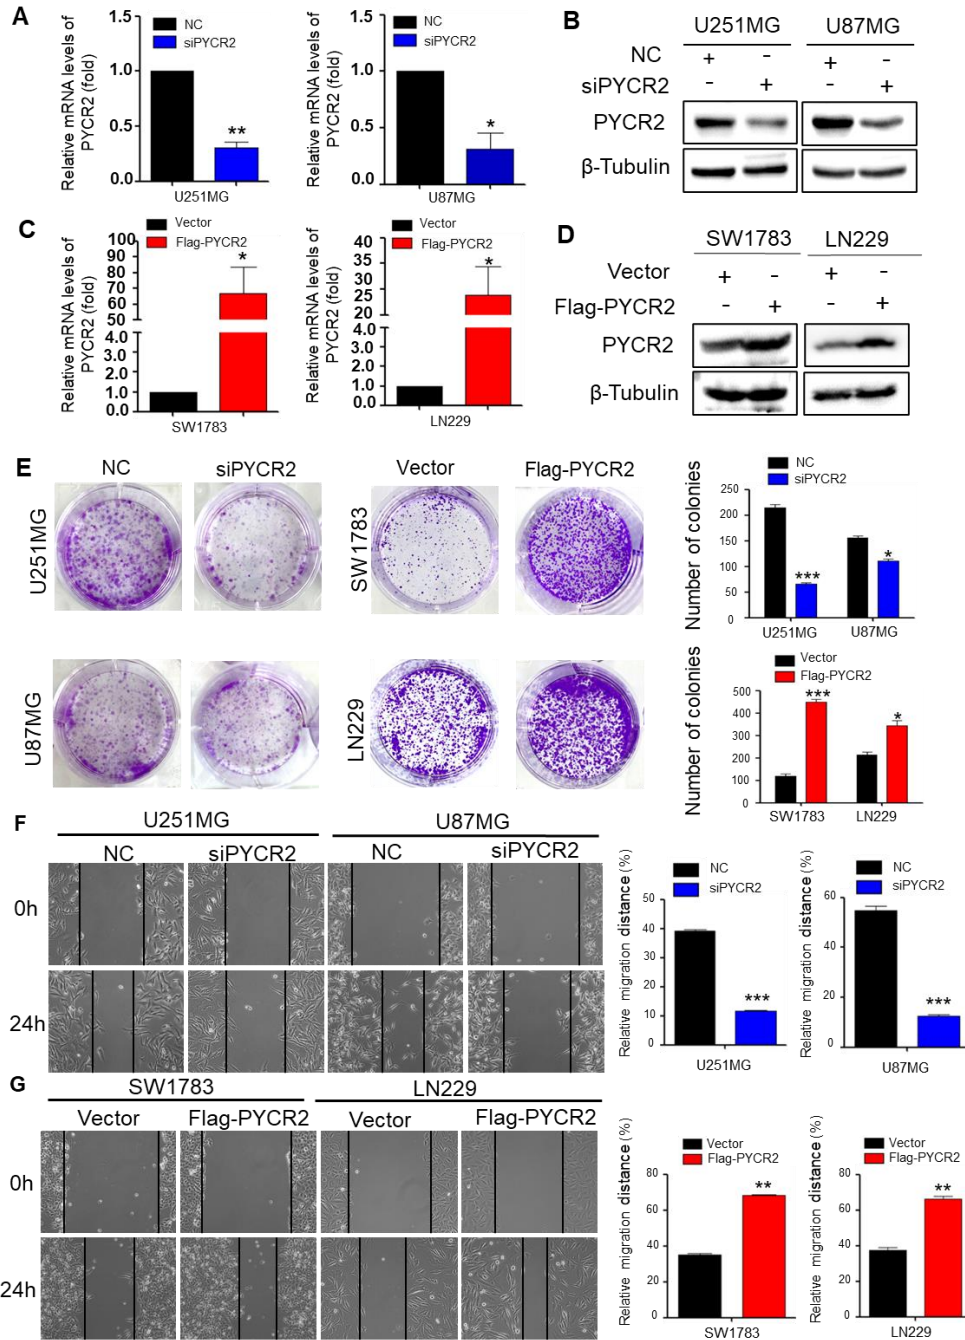 A
Relative mRNA levels of
PYCR2 (fold)
1.5
1.0
0.5
0.0
NC
siPYCR2
**
U251MG
Relative mRNA levels of
PYCR2 (fold)
1.5
1.0
0.5
0.0
NC
siPYCR2
*
U87MG
B
U251MG U87MG
NC + - + -
siPYCR2 - + - +
PYCR2
β-Tubulin
C
Relative mRNA levels of
PYCR2 (fold)
100
90
80
70
60
50
4.0
3.0
2.0
1.0
0.0
Vector
Flag-PYCR2
*
SW1783
Relative mRNA levels of
PYCR2 (fold)
40
35
30
25
20
4.0
3.0
2.0
1.0
0.0
Vector
Flag-PYCR2
*
LN229
D
SW1783 LN229
Vector + - + -
Flag-PYCR2 - + - +
PYCR2
β-Tubulin
E
NC siPYCR2 Vector Flag-PYCR2
U251MG
SW1783
U87MG
LN229
Number of colonies
250
200
150
100
50
0
NC
siPYCR2
***
*
U251MG U87MG
Number of colonies
500
400
300
200
100
0
Vector
Flag-PYCR2
***
*
SW1783 LN229
F
U251MG U87MG
NC siPYCR2 NC siPYCR2
0h
24h
Relative migration distance (%)
50
40
30
20
10
0
NC
siPYCR2
***
U251MG
Relative migration distance (%)
60
40
20
0
NC
siPYCR2
***
U87MG
G
SW1783 LN229
Vector Flag-PYCR2 Vector Flag-PYCR2
0h
24h
Relative migration distance (%)
80
60
40
20
0
Vector
Flag-PYCR2
**
SW1783
Relative migration distance (%)
80
60
40
20
0
Vector
Flag-PYCR2
**
LN229